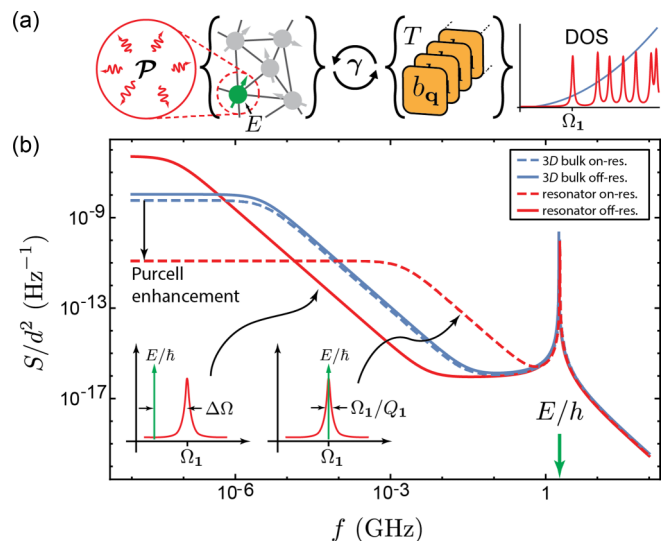 (a)
𝒫
E
γ
T
b_q
DOS
Ω_1
(b)
S/d² (Hz⁻¹)
10⁻⁹
10⁻¹³
10⁻¹⁷
3D bulk on-res.
3D bulk off-res.
resonator on-res.
resonator off-res.
Purcell
enhancement
E/ℏ
ΔΩ
Ω_1
E/ℏ
Ω_1/Q_1
Ω_1
E/h
10⁻⁶
10⁻³
1
f (GHz)